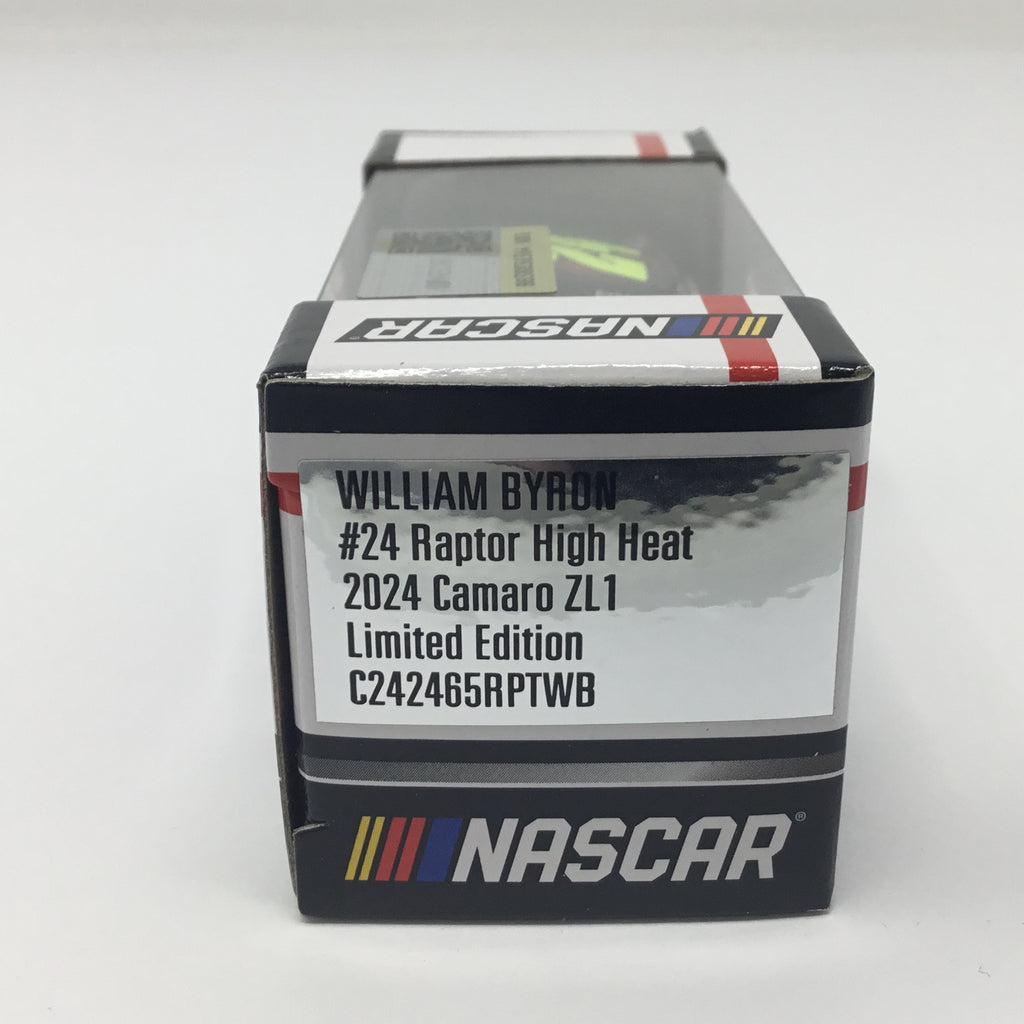 NASCAR
WILLIAM BYRON
#24 Raptor High Heat
2024 Camaro ZL1
Limited Edition
C242465RPTWB
NASCAR®